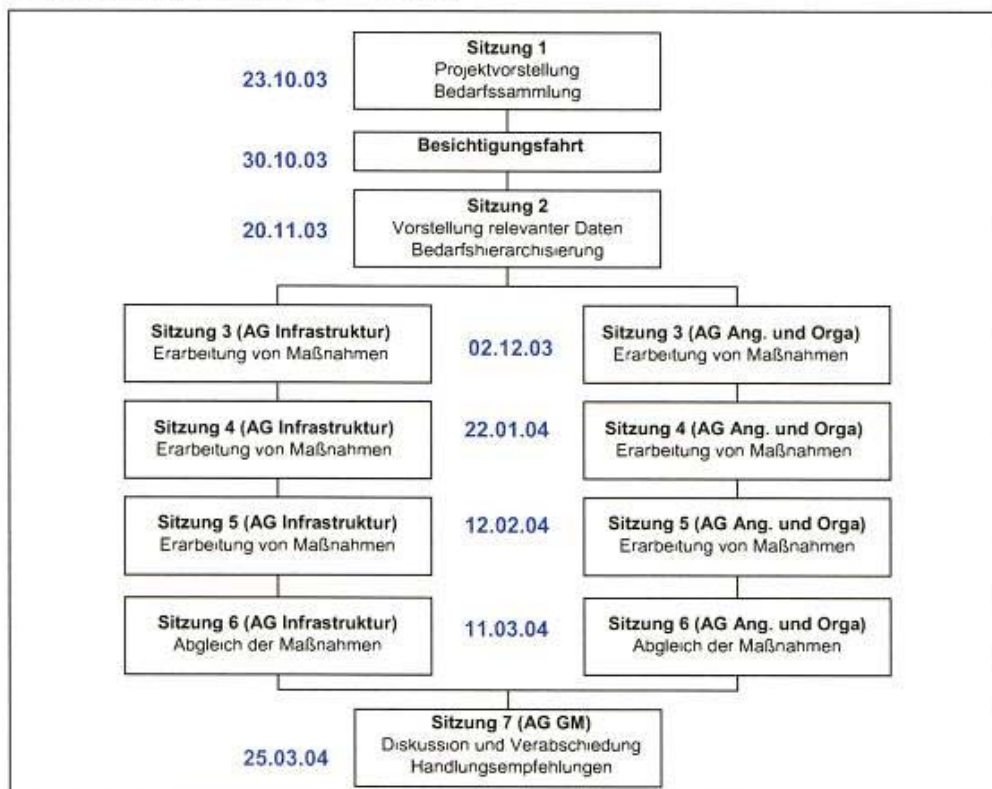 Sitzung 1
23.10.03
Projektvorstellung
Bedarfssammlung
Besichtigungsfahrt
30.10.03
Sitzung 2
20.11.03
Vorstellung relevanter Daten
Bedarfshierarchisierung
Sitzung 3 (AG Infrastruktur)
Erarbeitung von Maßnahmen
02.12.03
Sitzung 3 (AG Ang. und Orga)
Erarbeitung von Maßnahmen
Sitzung 4 (AG Infrastruktur)
Erarbeitung von Maßnahmen
22.01.04
Sitzung 4 (AG Ang. und Orga)
Erarbeitung von Maßnahmen
Sitzung 5 (AG Infrastruktur)
Erarbeitung von Maßnahmen
12.02.04
Sitzung 5 (AG Ang. und Orga)
Erarbeitung von Maßnahmen
Sitzung 6 (AG Infrastruktur)
Abgleich der Maßnahmen
11.03.04
Sitzung 6 (AG Ang. und Orga)
Abgleich der Maßnahmen
Sitzung 7 (AG GM)
Diskussion und Verabschiedung
25.03.04
Handlungsempfehlungen